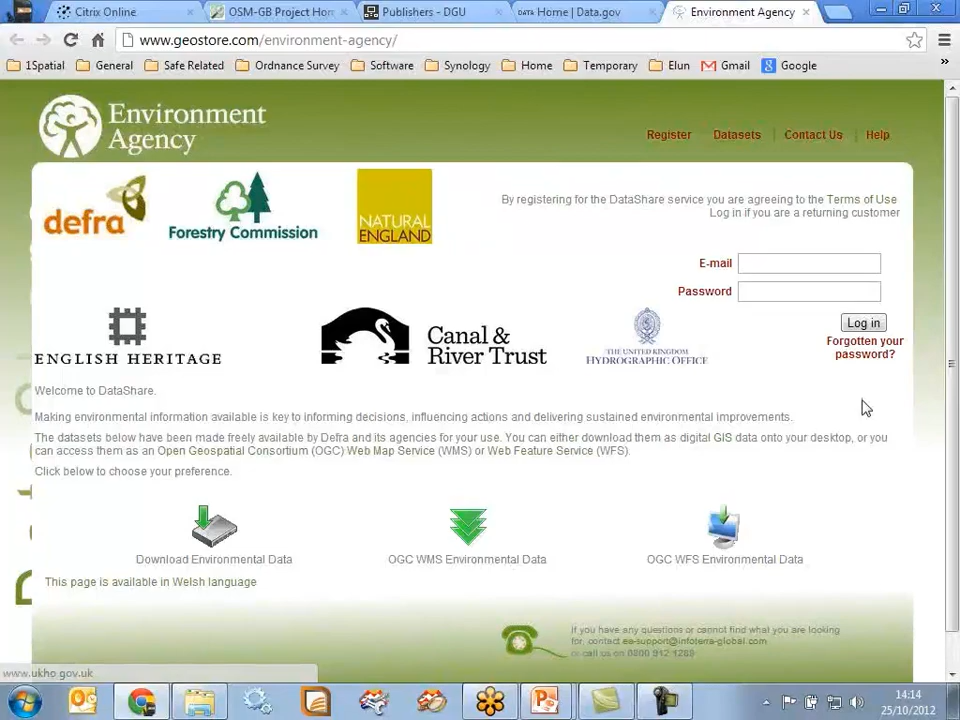 Citrix Online
OSM-GB Project Hom
Publishers - DGU
DATA Home | Data.gov
Environment Agency
www.geostore.com/environment-agency/
1Spatial
General
Safe Related
Ordnance Survey
Software
Synology
Home
Temporary
Elun
Gmail
Google
»
Environment
Agency
Register
Datasets
Contact Us
Help
defra
Forestry Commission
NATURAL
ENGLAND
By registering for the DataShare service you are agreeing to the Terms of Use
Log in if you are a returning customer
E-mail
Password
Log in
Forgotten your
password?
ENGLISH HERITAGE
Canal &
River Trust
THE UNITED KINGDOM
HYDROGRAPHIC OFFICE
Welcome to DataShare.
Making environmental information available is key to informing decisions, influencing actions and delivering sustained environmental improvements.
The datasets below have been made freely available by Defra and its agencies for your use. You can either download them as digital GIS data onto your desktop, or you
can access them as an Open Geospatial Consortium (OGC) Web Map Service (WMS) or Web Feature Service (WFS).
Click below to choose your preference.
Download Environmental Data
OGC WMS Environmental Data
OGC WFS Environmental Data
This page is available in Welsh language
If you have any questions or cannot find what you are looking
for, contact ea-support@infoterra-global.com
or call us on 0800 912 1289
www.ukho.gov.uk
14:14
25/10/2012